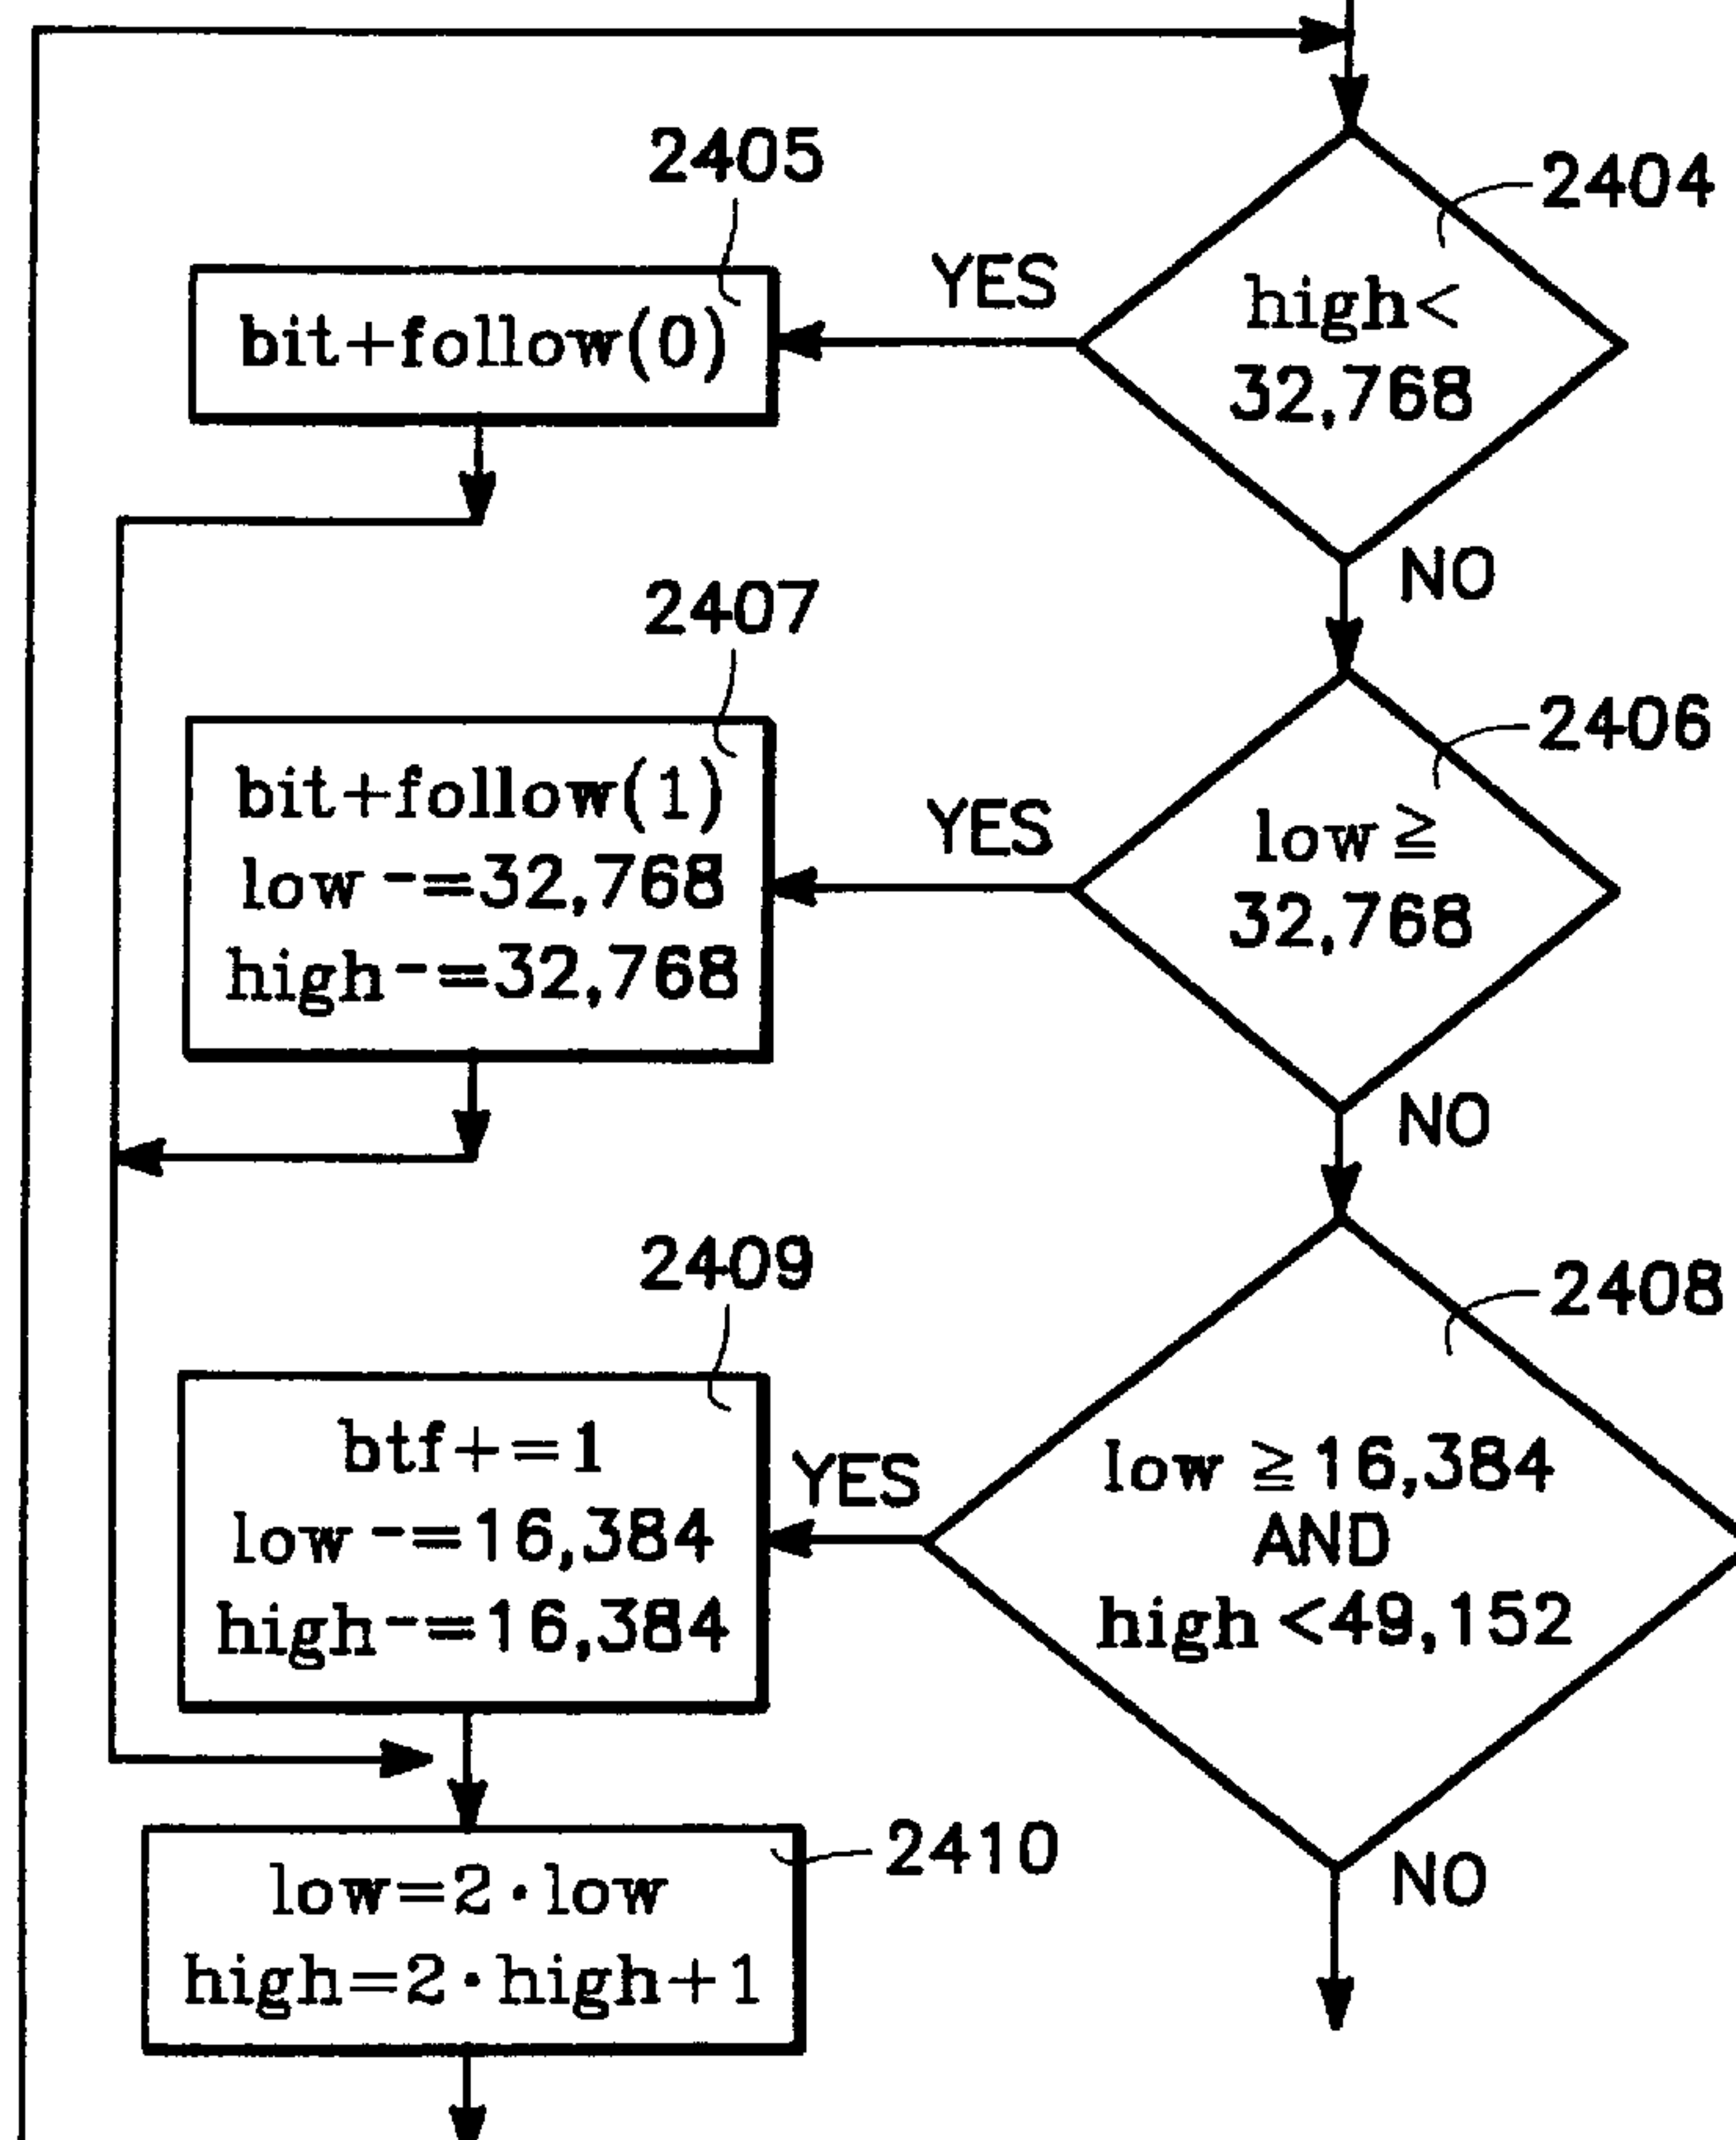 2405
2404
YES
high<
32,768
bit+follow(0)
NO
2407
2406
YES
low ≥
32,768
bit+follow(1)
low -=32,768
high-=32,768
NO
2409
2408
YES
low ≥16,384
AND
high <49,152
btf+=1
low -=16,384
high-=16,384
2410
NO
low=2·low
high=2·high+1